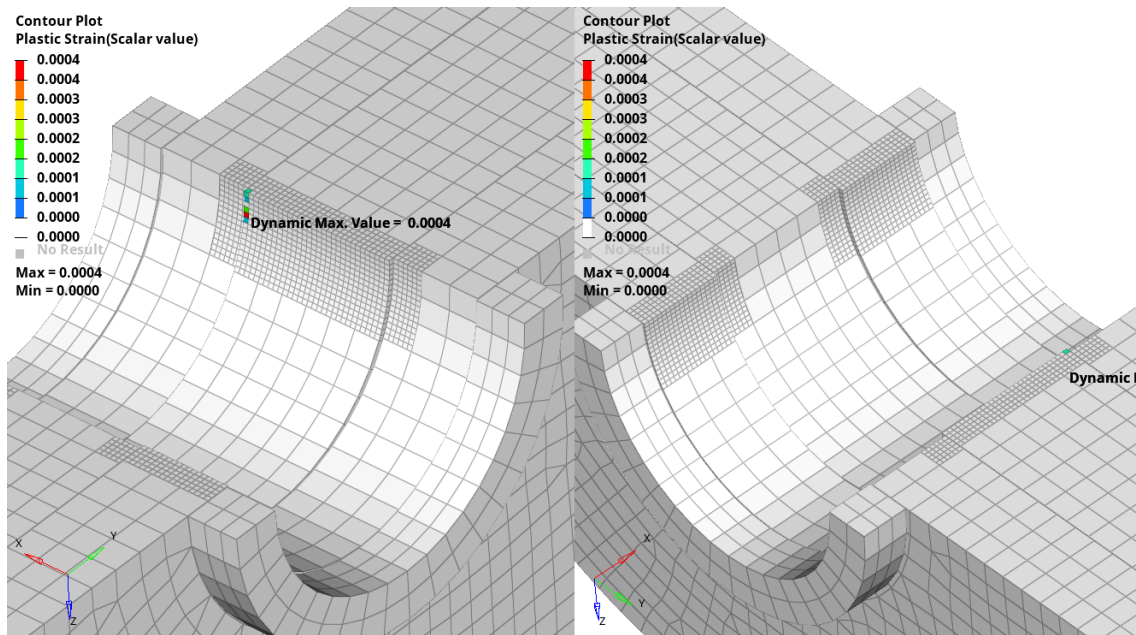 Contour Plot
Plastic Strain(Scalar value)
0.0004
0.0004
0.0003
0.0003
0.0002
0.0002
0.0001
0.0001
0.0000
0.0000
No Result
Max = 0.0004
Min = 0.0000
Dynamic Max. Value = 0.0004
X
Y
Z
Contour Plot
Plastic Strain(Scalar value)
0.0004
0.0004
0.0003
0.0003
0.0002
0.0002
0.0001
0.0001
0.0000
0.0000
No Result
Max = 0.0004
Min = 0.0000
Dynamic
X
Y
Z